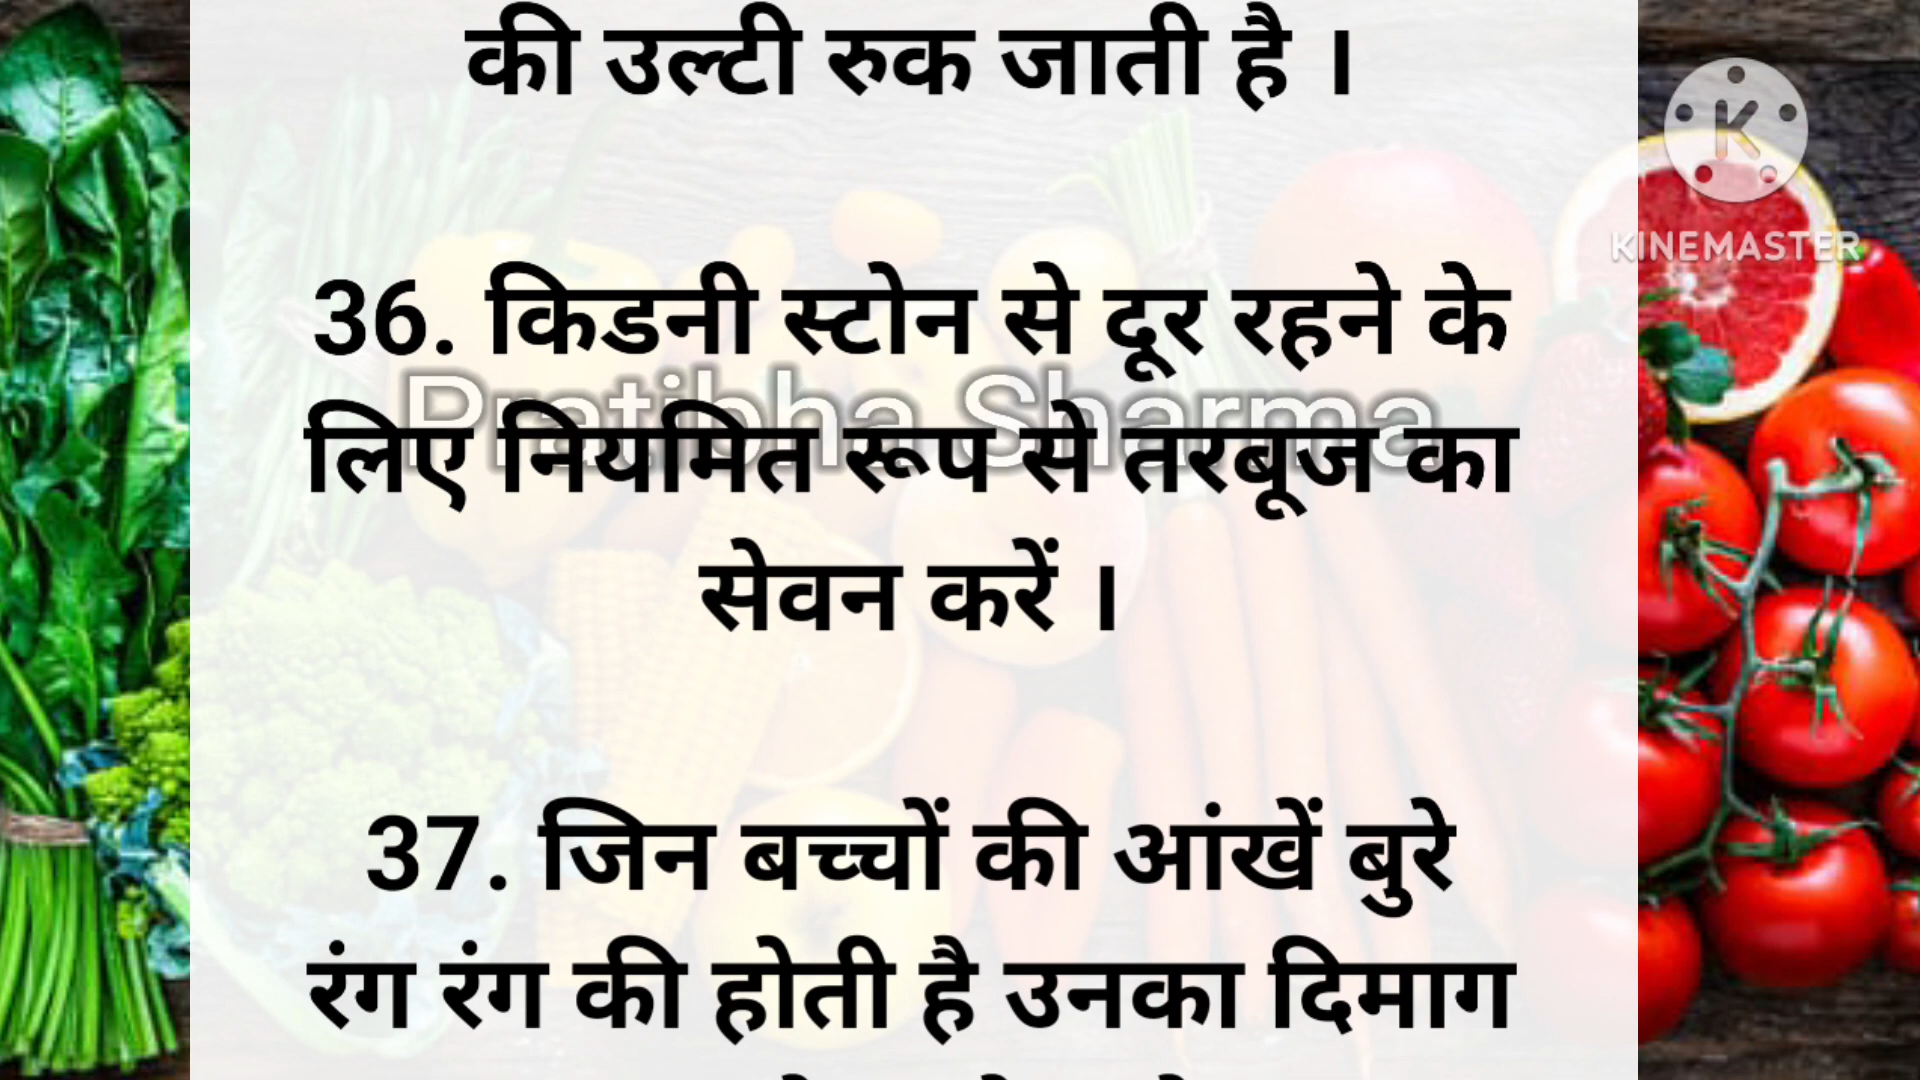 की उल्टी रुक जाती है ।
KINEMASTER
36. किडनी स्टोन से दूर रहने के
Pratibha Sharma
लिए नियमित रूप से तरबूज का
सेवन करें ।
37. जिन बच्चों की आंखें बुरे
रंग रंग की होती है उनका दिमाग